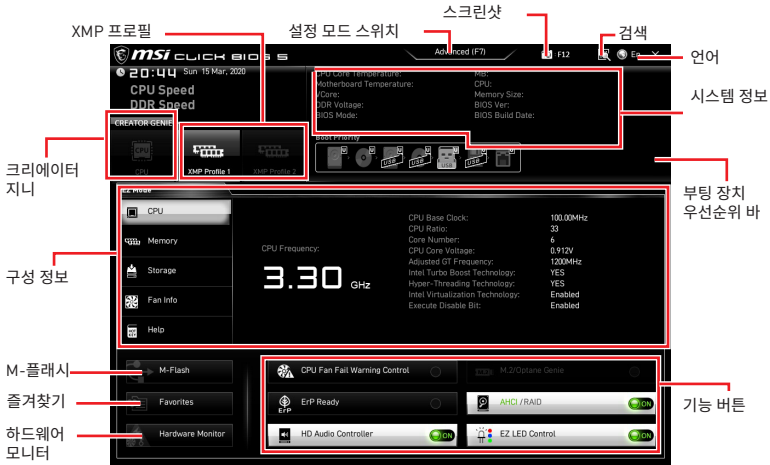 스크린샷
XMP 프로필
설정 모드 스위치
검색
msi CLICK BIOS 5
Advanced (F7)
F12
En
언어
20:44 Sun 15 Mar, 2020
CPU Speed
DDR Speed
CPU Core Temperature:
Motherboard Temperature:
VCore:
DDR Voltage:
BIOS Mode:
MB:
CPU:
Memory Size:
BIOS Ver:
BIOS Build Date:
시스템 정보
CREATOR GENIE
CPU
CPU
XMP Profile 1
XMP Profile 2
Boot Priority
USB
USB
USB
USB
크리에이터
지니
부팅 장치
우선순위 바
EZ Mode
CPU
Memory
Storage
Fan Info
Help
CPU Frequency:
3.30 GHz
CPU Base Clock: 100.00MHz
CPU Ratio: 33
Core Number: 6
CPU Core Voltage: 0.912V
Adjusted GT Frequency: 1200MHz
Intel Turbo Boost Technology: YES
Hyper-Threading Technology: YES
Intel Virtualization Technology: Enabled
Execute Disable Bit: Enabled
구성 정보
M-플래시
즐겨찾기
하드웨어
모니터
M-Flash
Favorites
Hardware Monitor
CPU Fan Fail Warning Control
M.2/Optane Genie
ErP
ErP Ready
AHCI /RAID
ON
HD Audio Controller
ON
EZ LED Control
ON
기능 버튼